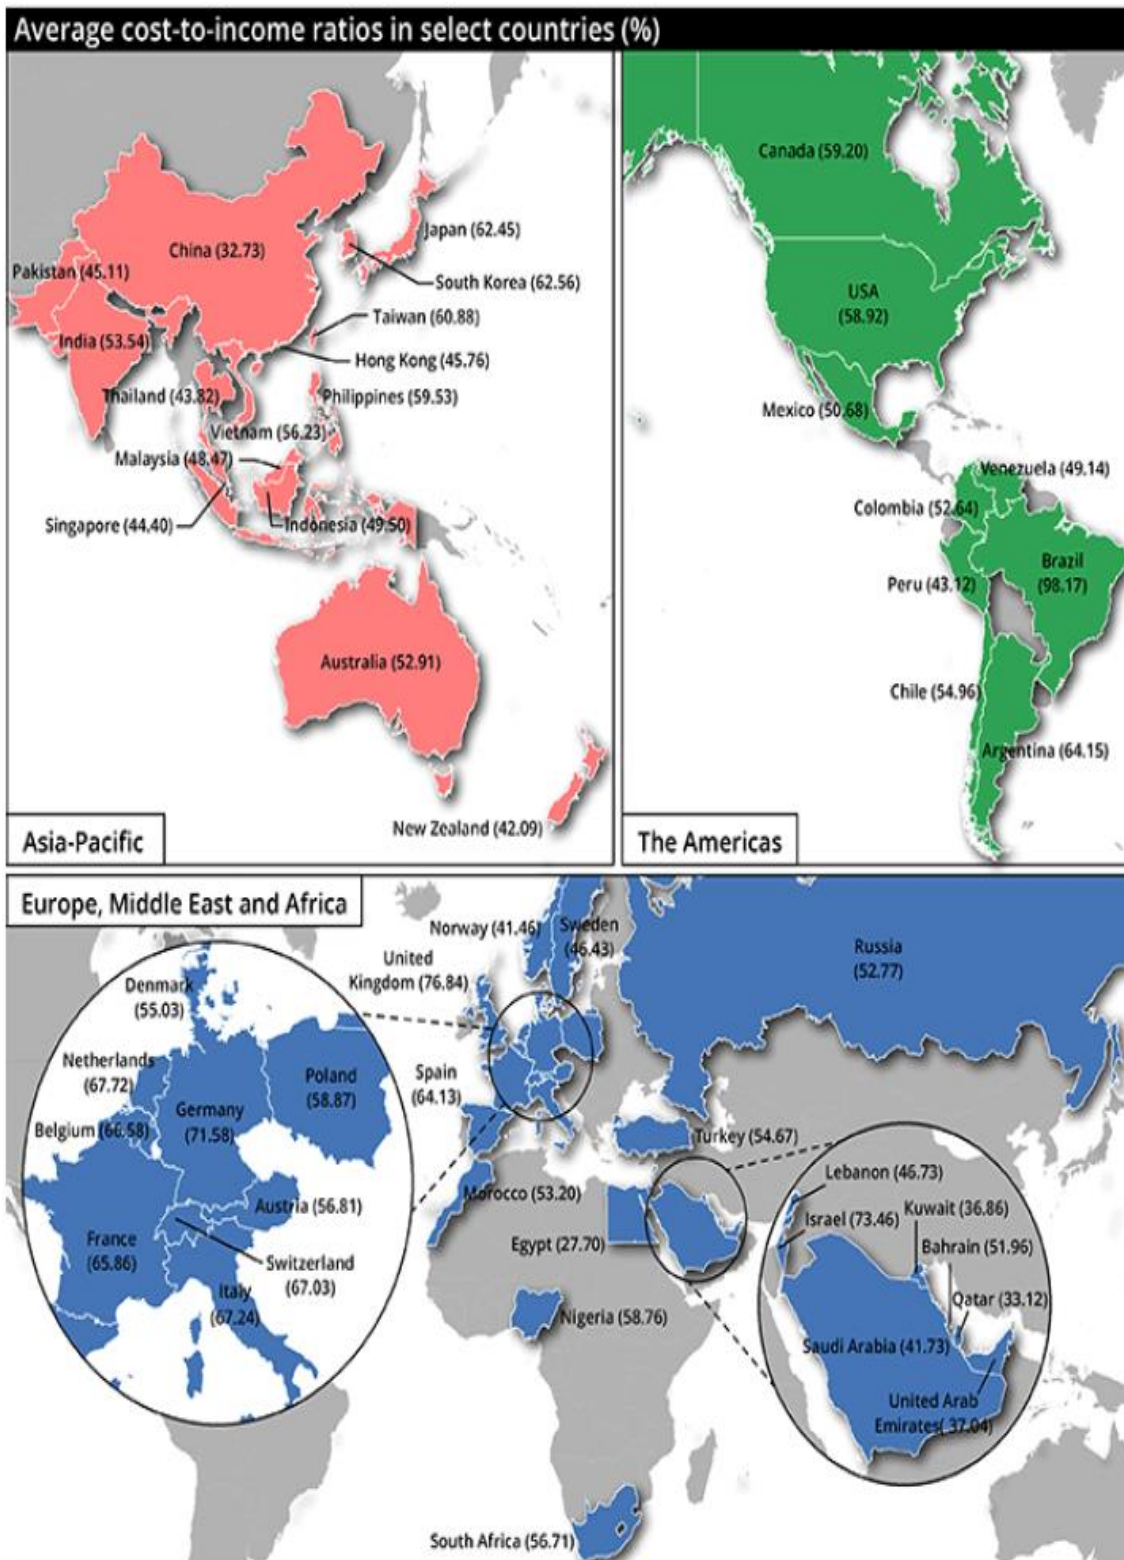 Average cost-to-income ratios in select countries (%)
China (32.73)
Japan (62.45)
Pakistan (45.11)
South Korea (62.56)
Taiwan (60.88)
India (53.54)
Hong Kong (45.76)
Thailand (43.82)
Philippines (59.53)
Vietnam (56.23)
Malaysia (48.47)
Singapore (44.40)
Indonesia (49.50)
Australia (52.91)
New Zealand (42.09)
Asia-Pacific
Canada (59.20)
USA
(58.92)
Mexico (50.68)
Venezuela (49.14)
Colombia (52.64)
Brazil
(98.17)
Peru (43.12)
Chile (54.96)
Argentina (64.15)
The Americas
Europe, Middle East and Africa
Norway (41.46)
Sweden
(46.43)
Russia
(52.77)
United
Kingdom (76.84)
Denmark
(55.03)
Netherlands
(67.72)
Poland
(58.87)
Spain
(64.13)
Germany
(71.58)
Belgium (66.58)
Turkey (54.67)
Austria (56.81)
Morocco (53.20)
Lebanon (46.73)
Israel (73.46)
Kuwait (36.86)
France
(65.86)
Switzerland
(67.03)
Egypt (27.70)
Bahrain (51.96)
Italy
(67.24)
Nigeria (58.76)
Qatar (33.12)
Saudi Arabia (41.73)
United Arab
Emirates( 37.04)
South Africa (56.71)